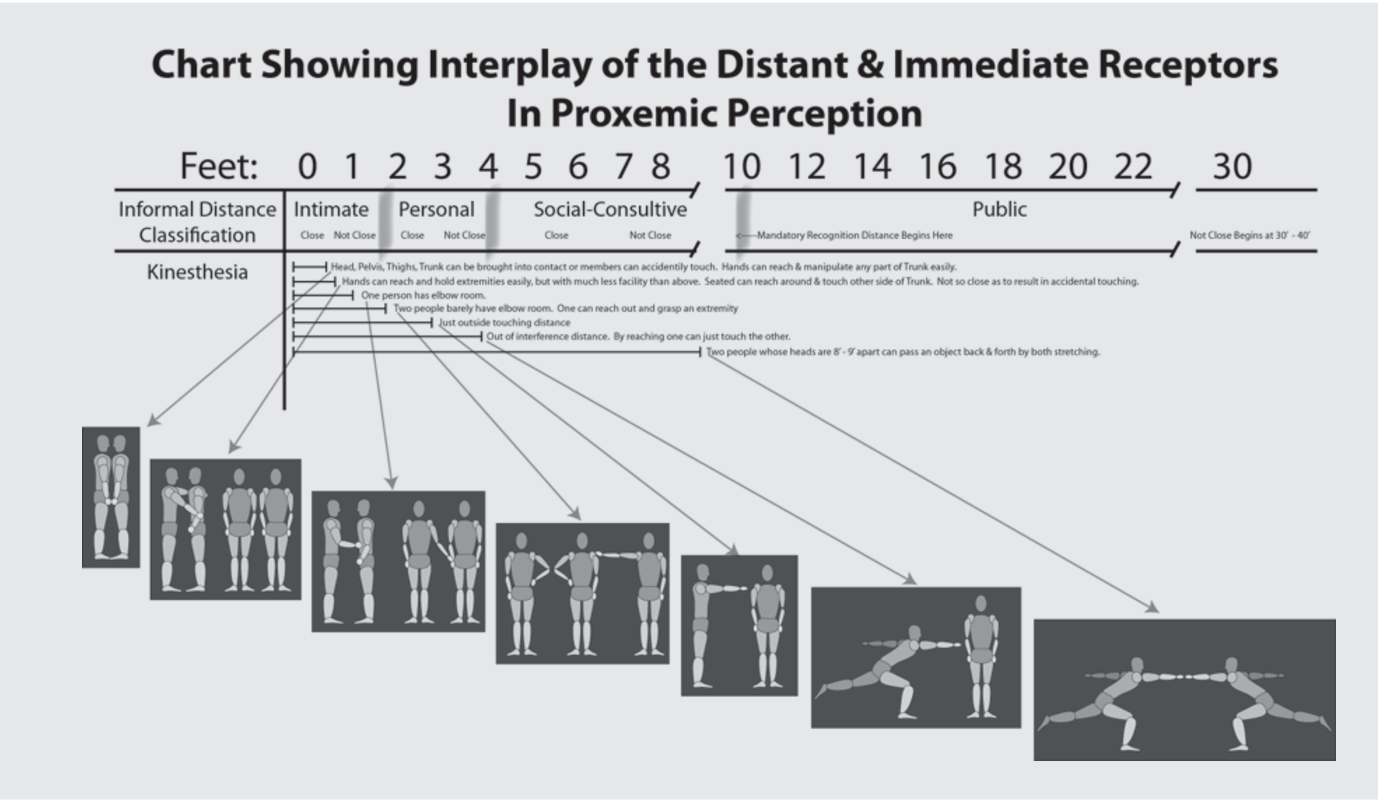 Chart Showing Interplay of the Distant & Immediate Receptors
In Proxemic Perception
Feet: 0 1 2 3 4 5 6 7 8 10 12 14 16 18 20 22 30
Informal Distance Classification
Intimate Personal Social-Consultive Public
Close Not Close Close Not Close Close Not Close <----Mandatory Recognition Distance Begins Here Not Close Begins at 30' - 40'
Kinesthesia
Head, Pelvis, Thighs, Trunk can be brought into contact or members can accidently touch. Hands can reach & manipulate any part of Trunk easily.
Hands can reach and hold extremities easily, but with much less facility than above. Seated can reach around & touch other side of Trunk. Not so close as to result in accidental touching.
One person has elbow room.
Two people barely have elbow room. One can reach out and grasp an extremity
Just outside touching distance
Out of interference distance. By reaching one can just touch the other.
Two people whose heads are 8' - 9' apart can pass an object back & forth by both stretching.